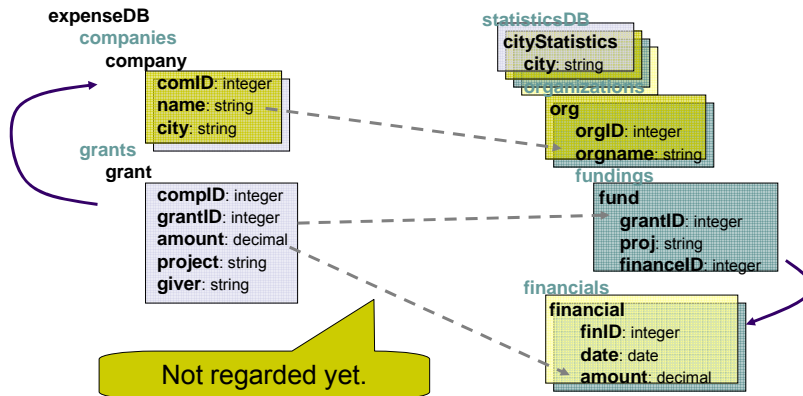 expenseDB
companies
company
comID: integer
name: string
city: string
grants
grant
compID: integer
grantID: integer
amount: decimal
project: string
giver: string
Not regarded yet.
statisticsDB
cityStatistics
city: string
organizations
org
orgID: integer
orgname: string
fundings
fund
grantID: integer
proj: string
financeID: integer
financials
financial
finID: integer
date: date
amount: decimal